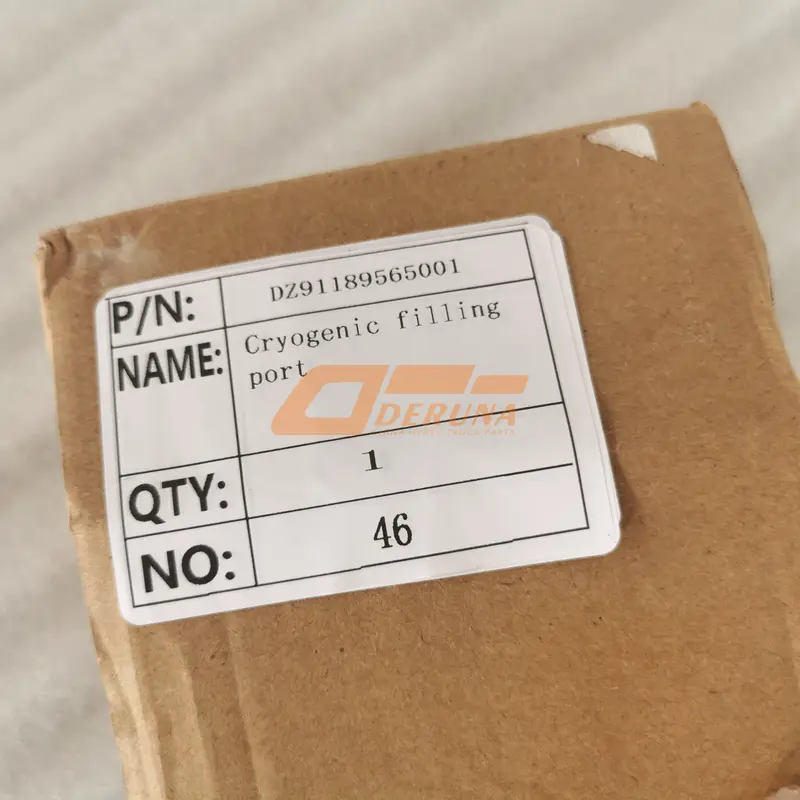 P/N: DZ91189565001
NAME: Cryogenic filling
port
DERUNA
QTY: 1
NO: 46